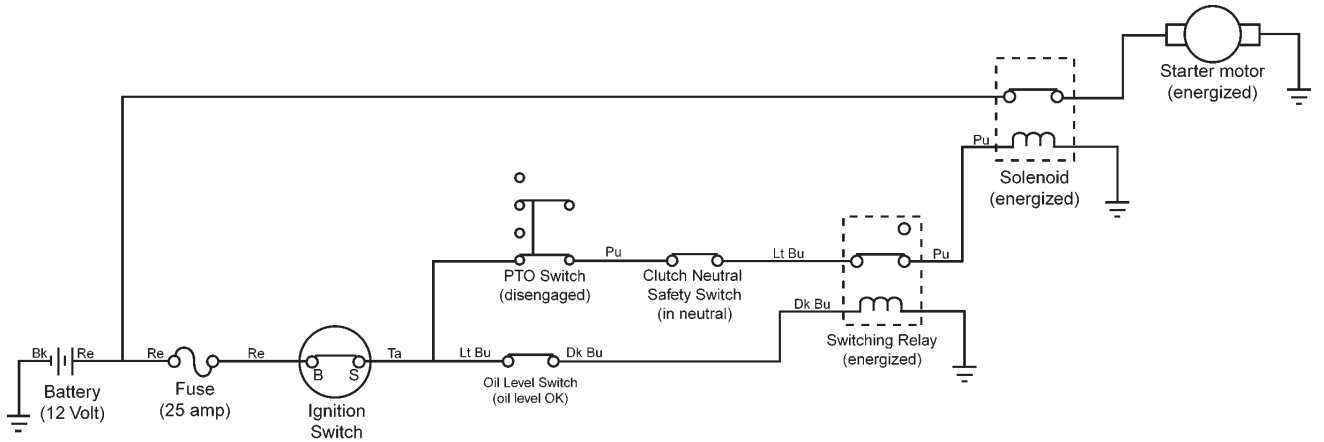 Starter motor
(energized)
Pu
Solenoid
(energized)
Pu
Lt Bu
Pu
PTO Switch
(disengaged)
Clutch Neutral
Safety Switch
(in neutral)
Dk Bu
Switching Relay
(energized)
Bk
Re
Re
Re
B
S
Ta
Lt Bu
Dk Bu
Battery
(12 Volt)
Fuse
(25 amp)
Ignition
Switch
Oil Level Switch
(oil level OK)